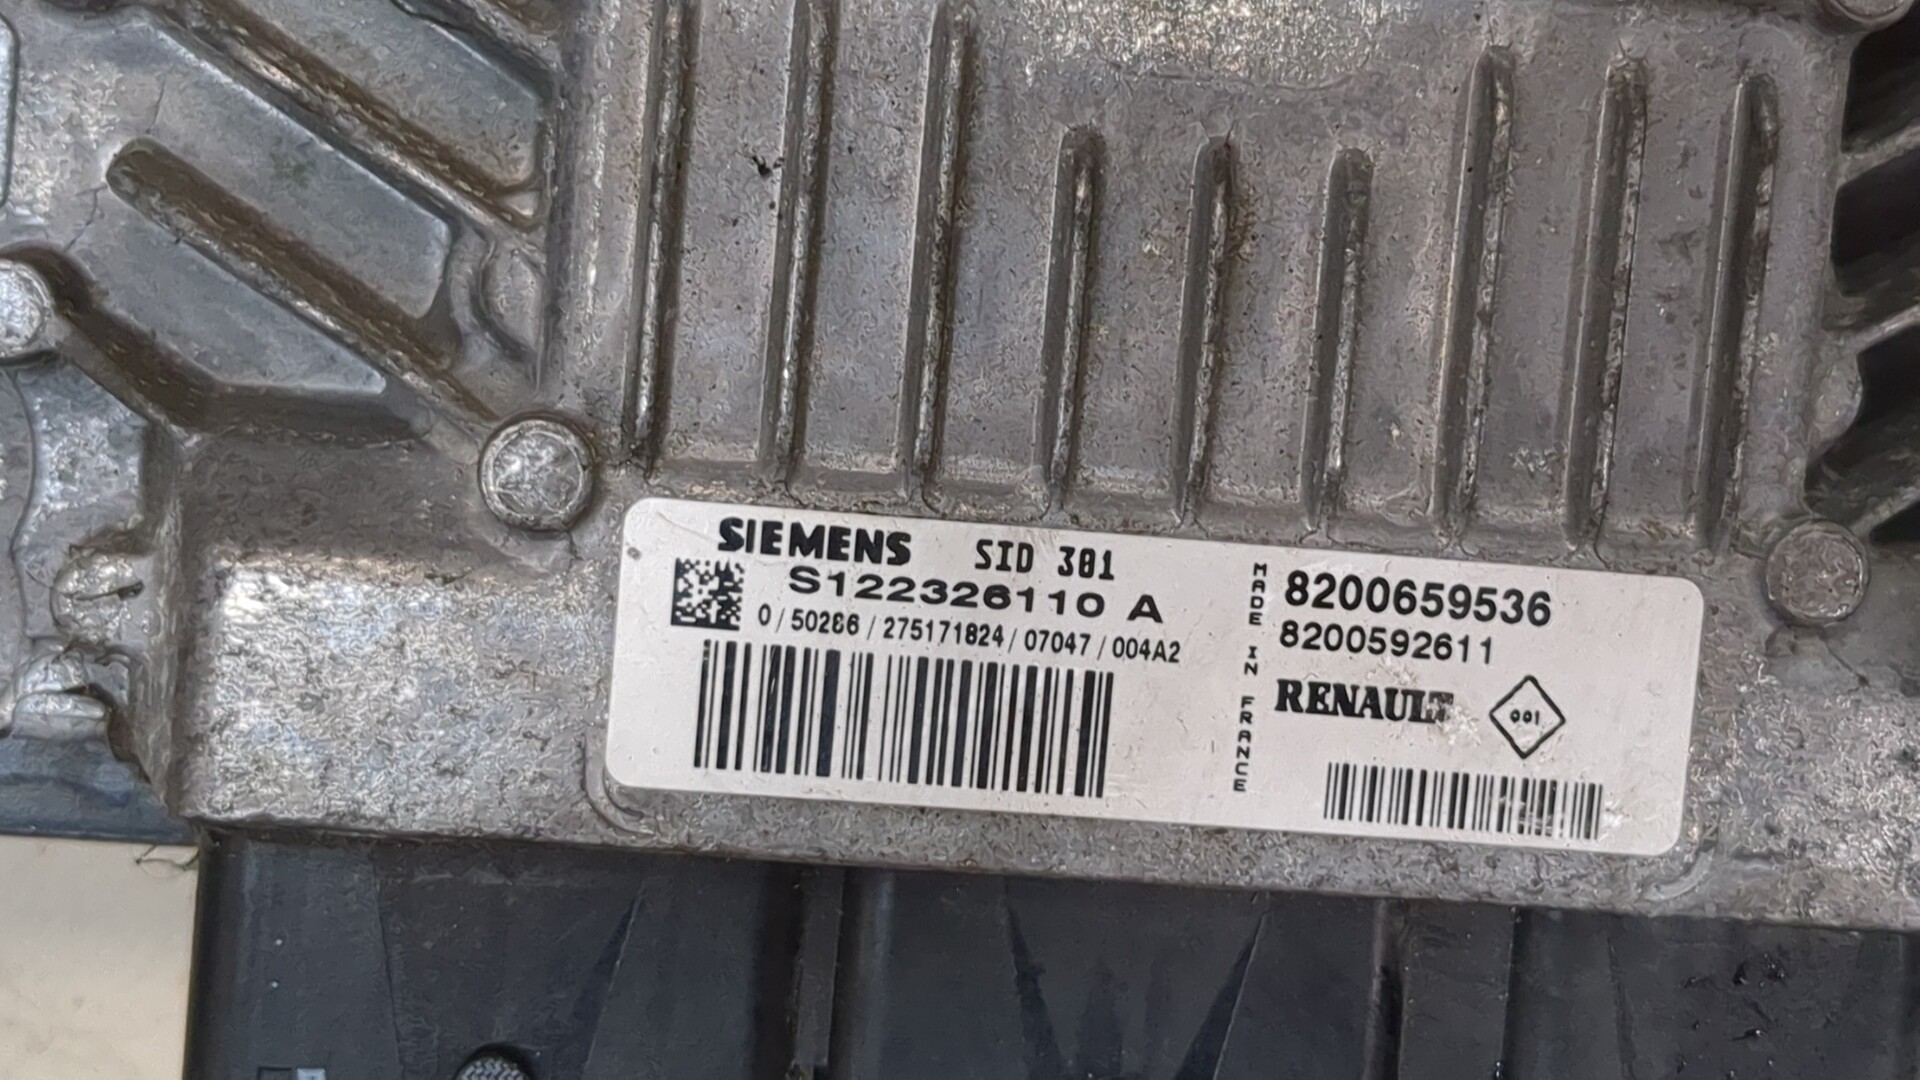 SIEMENS SID 301
S122326110 A
0/50286/275171824/07047/004A2
MADE IN FRANCE
8200659536
8200592611
RENAULT 001